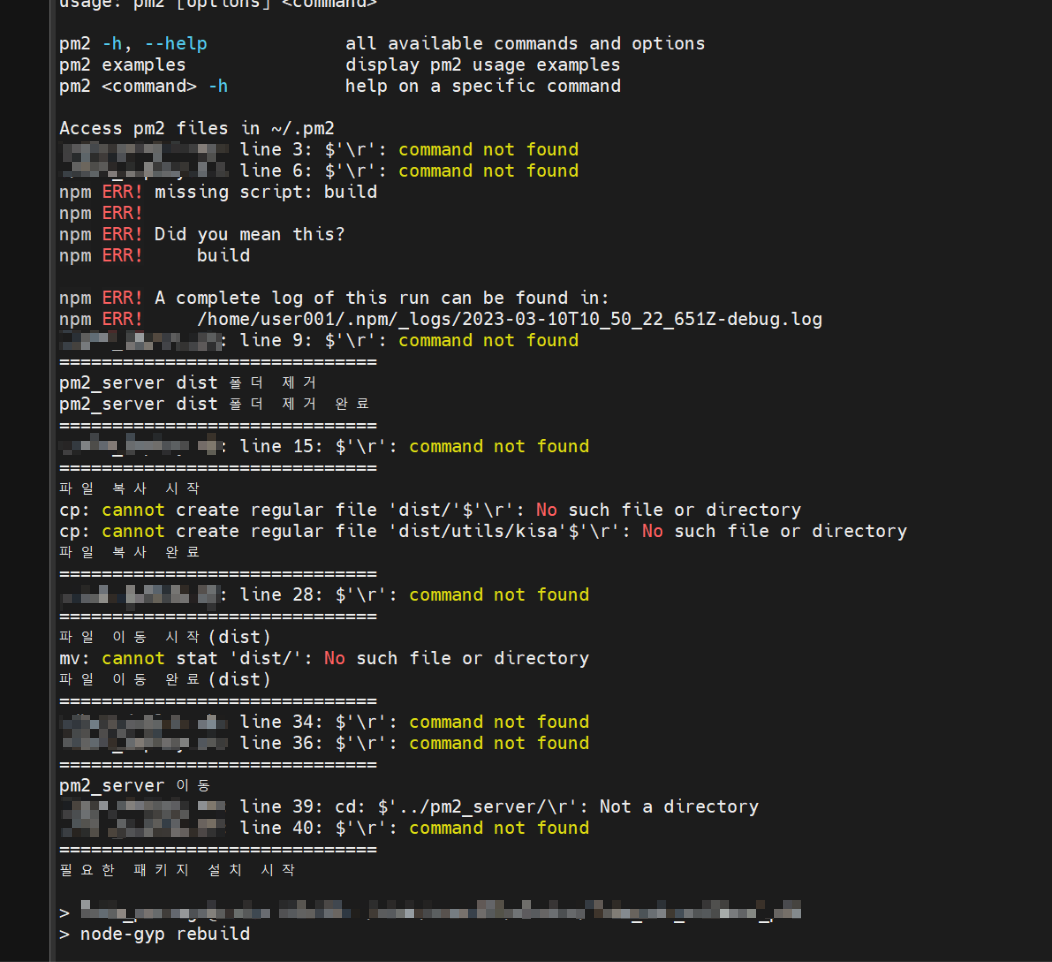 usage: pm2 [options] <command>
pm2 -h, --help all available commands and options
pm2 examples display pm2 usage examples
pm2 <command> -h help on a specific command
Access pm2 files in ~/.pm2
line 3: $'\r': command not found
line 6: $'\r': command not found
npm ERR! missing script: build
npm ERR!
npm ERR! Did you mean this?
npm ERR! build
npm ERR! A complete log of this run can be found in:
npm ERR! /home/user001/.npm/_logs/2023-03-10T10_50_22_651Z-debug.log
: line 9: $'\r': command not found
==============================
pm2_server dist 폴더 제거
pm2_server dist 폴더 제거 완료
==============================
: line 15: $'\r': command not found
==============================
파일 복사 시작
cp: cannot create regular file 'dist/'$'\r': No such file or directory
cp: cannot create regular file 'dist/utils/kisa'$'\r': No such file or directory
파일 복사 완료
==============================
: line 28: $'\r': command not found
==============================
파일 이동 시작(dist)
mv: cannot stat 'dist/': No such file or directory
파일 이동 완료(dist)
==============================
line 34: $'\r': command not found
line 36: $'\r': command not found
==============================
pm2_server 이동
line 39: cd: $'../pm2_server/\r': Not a directory
line 40: $'\r': command not found
==============================
필요한 패키지 설치 시작
>
> node-gyp rebuild